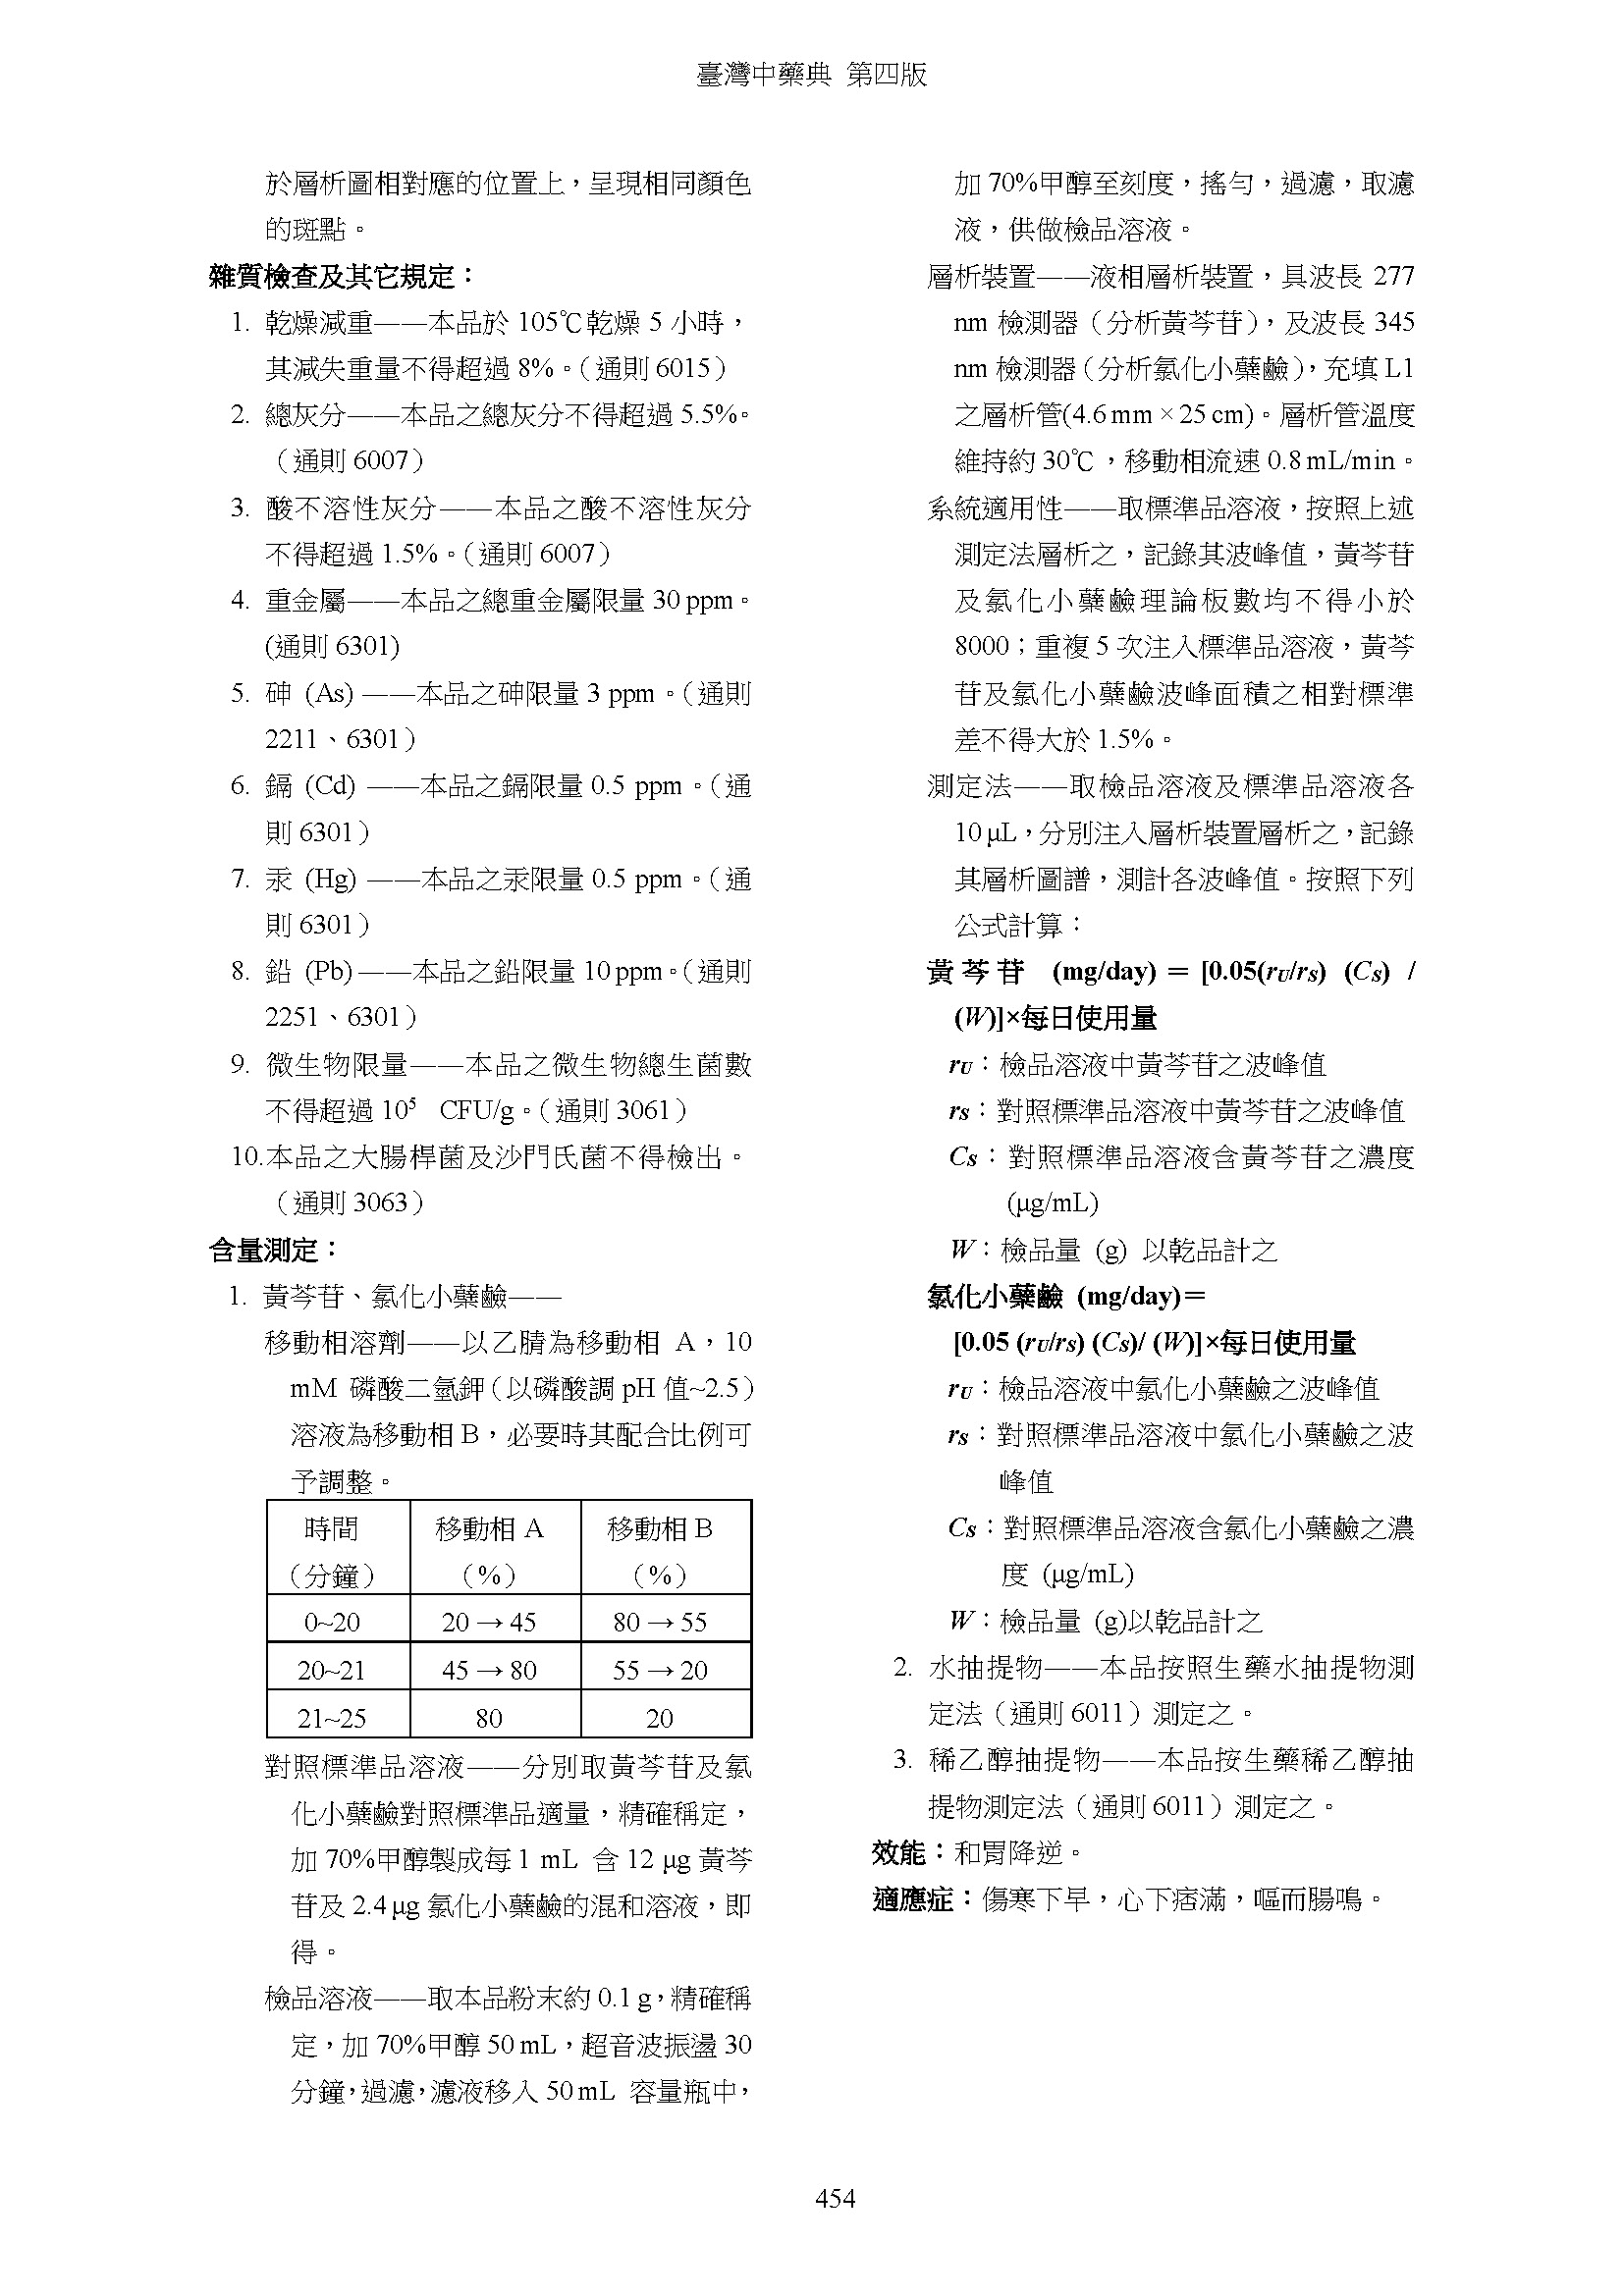 臺灣中藥典 第四版
於層析圖相對應的位置上，呈現相同顏色
的斑點。
雜質檢查及其它規定：
1. 乾燥減重——本品於 105℃乾燥 5 小時，
其減失重量不得超過 8%。（通則 6015）
2. 總灰分——本品之總灰分不得超過 5.5%。
（通則 6007）
3. 酸不溶性灰分——本品之酸不溶性灰分
不得超過 1.5%。（通則 6007）
4. 重金屬——本品之總重金屬限量 30 ppm。
(通則 6301)
5. 砷 (As) ——本品之砷限量 3 ppm。（通則
2211、6301）
6. 鎘 (Cd) ——本品之鎘限量 0.5 ppm。（通
則 6301）
7. 汞 (Hg) ——本品之汞限量 0.5 ppm。（通
則 6301）
8. 鉛 (Pb) ——本品之鉛限量 10 ppm。（通則
2251、6301）
9. 微生物限量——本品之微生物總生菌數
不得超過 10⁵ CFU/g。（通則 3061）
10.本品之大腸桿菌及沙門氏菌不得檢出。
（通則 3063）
含量測定：
1. 黃芩苷、氯化小蘗鹼——
移動相溶劑——以乙腈為移動相 A，10
mM 磷酸二氫鉀（以磷酸調 pH 值~2.5）
溶液為移動相 B，必要時其配合比例可
予調整。
時間 移動相 A 移動相 B
（分鐘） （%） （%）
0~20 20→45 80→55
20~21 45→80 55→20
21~25 80 20
對照標準品溶液——分別取黃芩苷及氯
化小蘗鹼對照標準品適量，精確稱定，
加 70%甲醇製成每 1 mL 含 12 μg 黃芩
苷及 2.4 μg 氯化小蘗鹼的混和溶液，即
得。
檢品溶液——取本品粉末約 0.1 g，精確稱
定，加 70%甲醇 50 mL，超音波振盪 30
分鐘，過濾，濾液移入 50 mL 容量瓶中，
加 70%甲醇至刻度，搖勻，過濾，取濾
液，供做檢品溶液。
層析裝置——液相層析裝置，具波長 277
nm 檢測器（分析黃芩苷），及波長 345
nm 檢測器（分析氯化小蘗鹼），充填 L1
之層析管(4.6 mm × 25 cm)。層析管溫度
維持約 30℃，移動相流速 0.8 mL/min。
系統適用性——取標準品溶液，按照上述
測定法層析之，記錄其波峰值，黃芩苷
及氯化小蘗鹼理論板數均不得小於
8000；重複 5 次注入標準品溶液，黃芩
苷及氯化小蘗鹼波峰面積之相對標準
差不得大於 1.5%。
測定法——取檢品溶液及標準品溶液各
10 μL，分別注入層析裝置層析之，記錄
其層析圖譜，測計各波峰值。按照下列
公式計算：
黃芩苷 (mg/day)＝[0.05(rU/rS) (CS) /
(W)]×每日使用量
rU：檢品溶液中黃芩苷之波峰值
rS：對照標準品溶液中黃芩苷之波峰值
CS：對照標準品溶液含黃芩苷之濃度
(μg/mL)
W：檢品量 (g) 以乾品計之
氯化小蘗鹼 (mg/day)＝
[0.05 (rU/rS) (CS)/ (W)]×每日使用量
rU：檢品溶液中氯化小蘗鹼之波峰值
rS：對照標準品溶液中氯化小蘗鹼之波
峰值
CS：對照標準品溶液含氯化小蘗鹼之濃
度 (μg/mL)
W：檢品量 (g)以乾品計之
2. 水抽提物——本品按照生藥水抽提物測
定法（通則 6011）測定之。
3. 稀乙醇抽提物——本品按生藥稀乙醇抽
提物測定法（通則 6011）測定之。
效能：和胃降逆。
適應症：傷寒下早，心下痞滿，嘔而腸鳴。
454